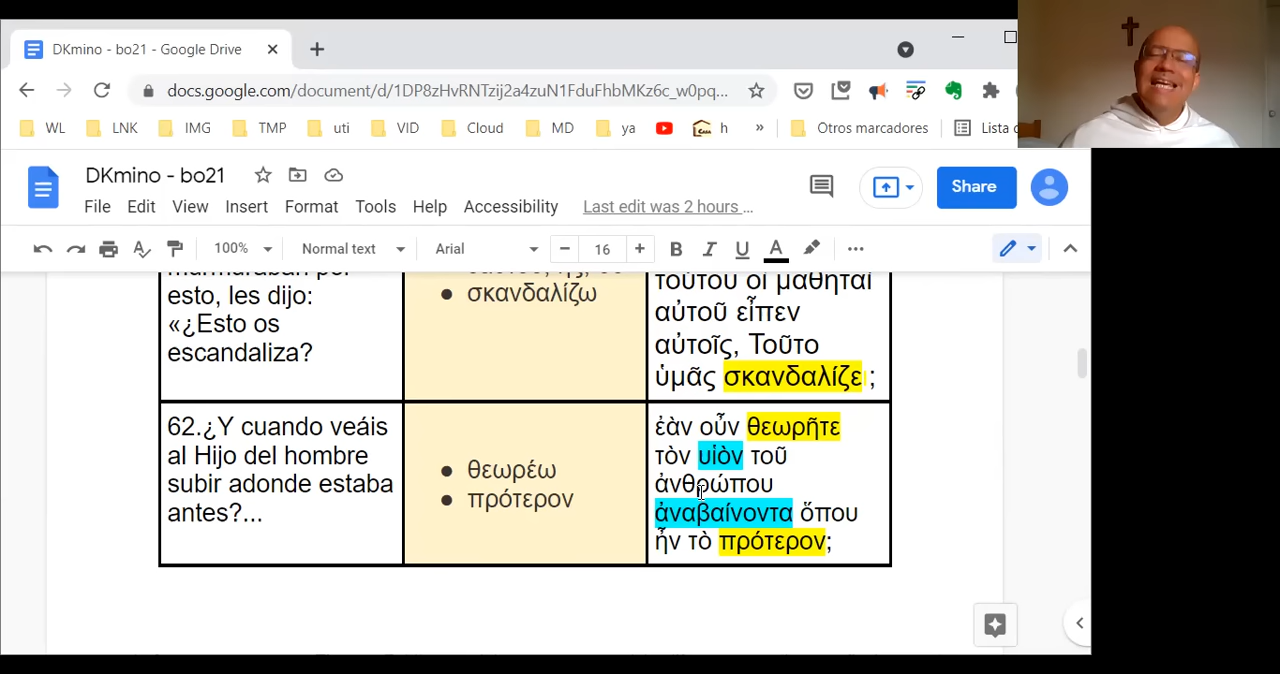 DKmino - bo21 - Google Drive
docs.google.com/document/d/1DP8zHvRNTzij2a4zuN1FduFhbMKz6c_w0pq...
WL LNK IMG TMP uti VID Cloud MD ya h » Otros marcadores Lista
DKmino - bo21
Share
File Edit View Insert Format Tools Help Accessibility Last edit was 2 hours ...
100% Normal text Arial 16 B I U A
esto, les dijo:
«¿Esto os
escandaliza?
σκανδαλίζω
τούτου οἱ μαθηταὶ
αὐτοῦ εἶπεν
αὐτοῖς, Τοῦτο
ὑμᾶς σκανδαλίζε;
62.¿Y cuando veáis
al Hijo del hombre
subir adonde estaba
antes?...
θεωρέω
πρότερον
ἐὰν οὖν θεωρῆτε
τὸν υἱὸν τοῦ
ἀνθρώπου
ἀναβαίνοντα ὅπου
ἦν τὸ πρότερον;